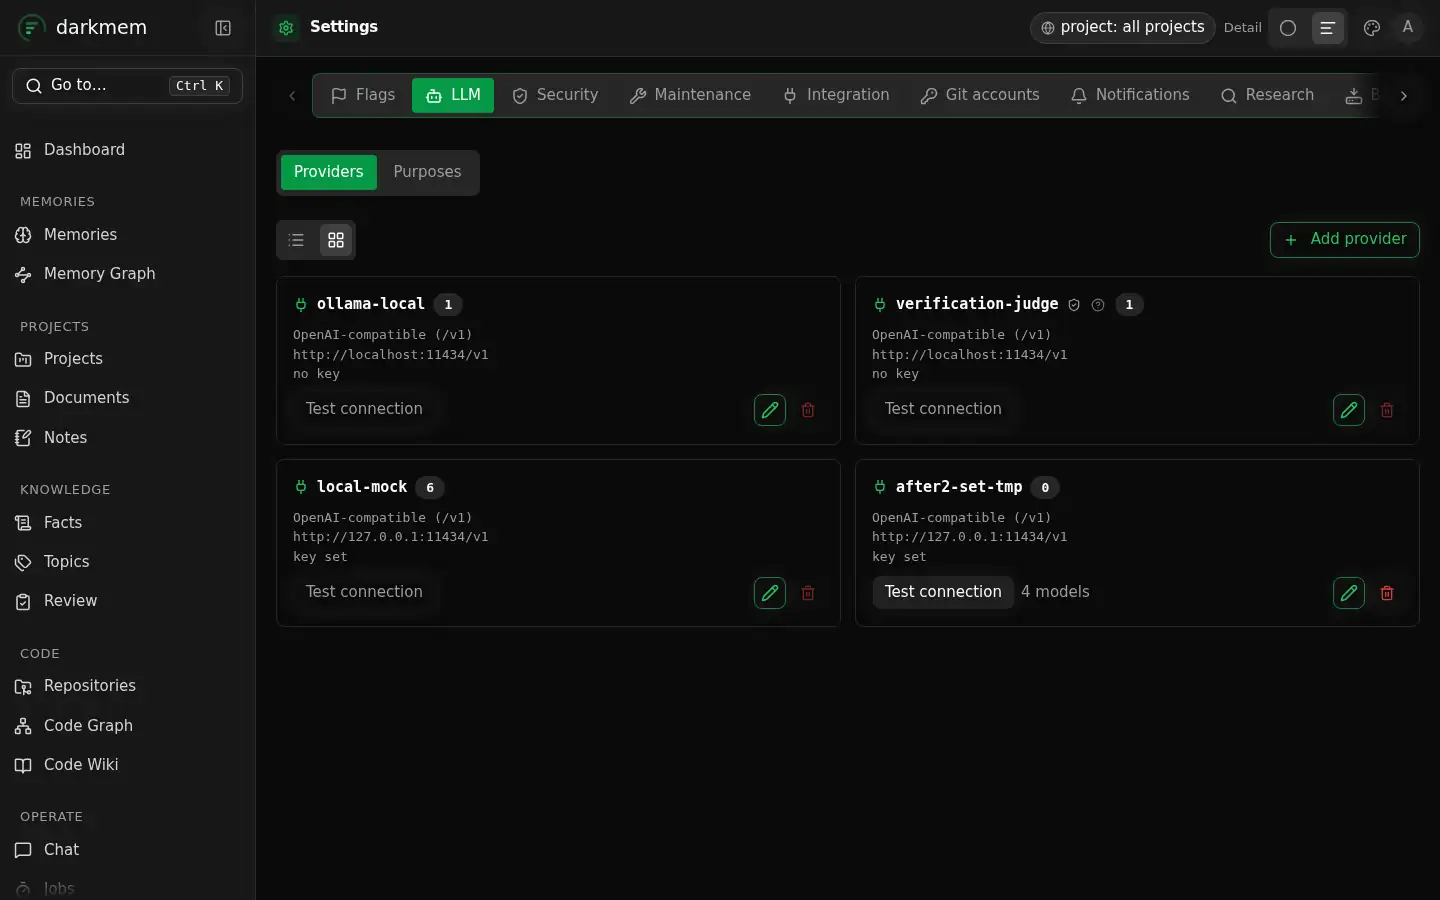 darkmem
Settings
project: all projects
Detail
A
Go to...
Ctrl K
Flags
LLM
Security
Maintenance
Integration
Git accounts
Notifications
Research
Dashboard
Providers
Purposes
MEMORIES
Memories
Memory Graph
Add provider
PROJECTS
Projects
Documents
Notes
KNOWLEDGE
Facts
Topics
Review
CODE
Repositories
Code Graph
Code Wiki
OPERATE
Chat
Jobs
ollama-local 1
OpenAI-compatible (/v1)
http://localhost:11434/v1
no key
Test connection
verification-judge 1
OpenAI-compatible (/v1)
http://localhost:11434/v1
no key
Test connection
local-mock 6
OpenAI-compatible (/v1)
http://127.0.0.1:11434/v1
key set
Test connection
after2-set-tmp 0
OpenAI-compatible (/v1)
http://127.0.0.1:11434/v1
key set
Test connection 4 models